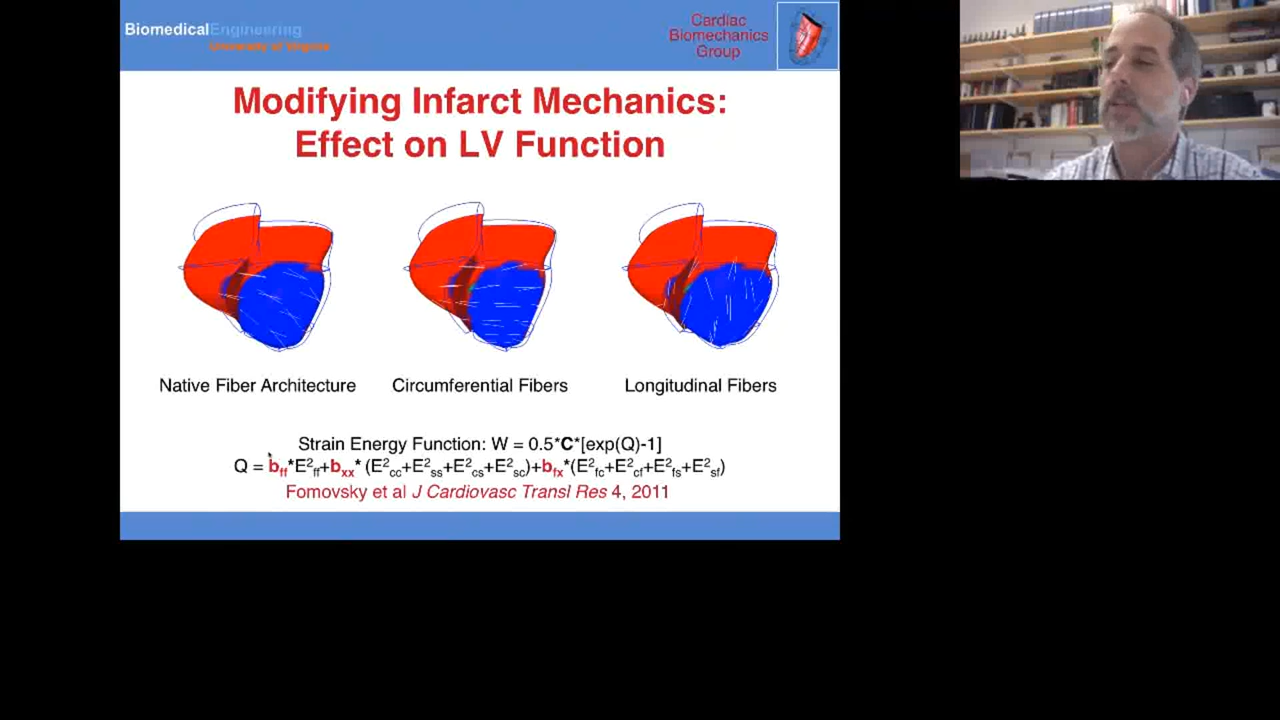 BiomedicalEngineering
University of Virginia
Cardiac
Biomechanics
Group
Modifying Infarct Mechanics:
Effect on LV Function
Native Fiber Architecture
Circumferential Fibers
Longitudinal Fibers
Strain Energy Function: W = 0.5*C*[exp(Q)-1]
Q = b_ff*E²_ff+b_xx* (E²_cc+E²_ss+E²_cs+E²_sc)+b_fx*(E²_fc+E²_cf+E²_fs+E²_sf)
Fomovsky et al J Cardiovasc Transl Res 4, 2011